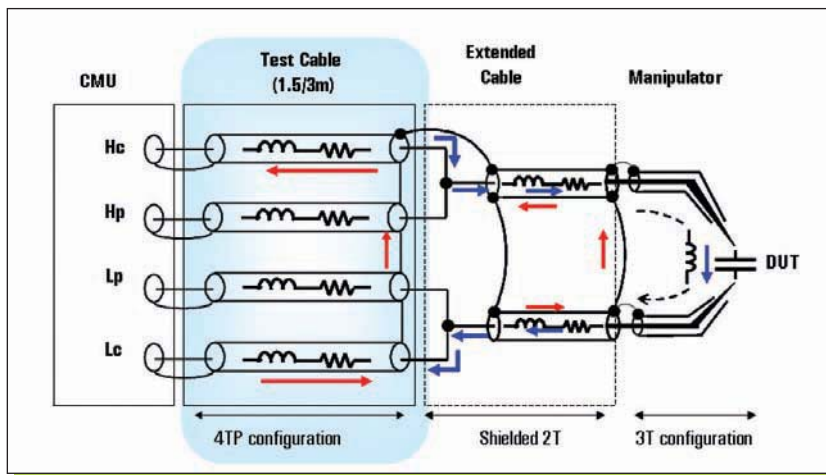 CMU
Test Cable
(1.5/3m)
Extended
Cable
Manipulator
Hc
Hp
Lp
Lc
DUT
4TP configuration
Shielded 2T
3T configuration